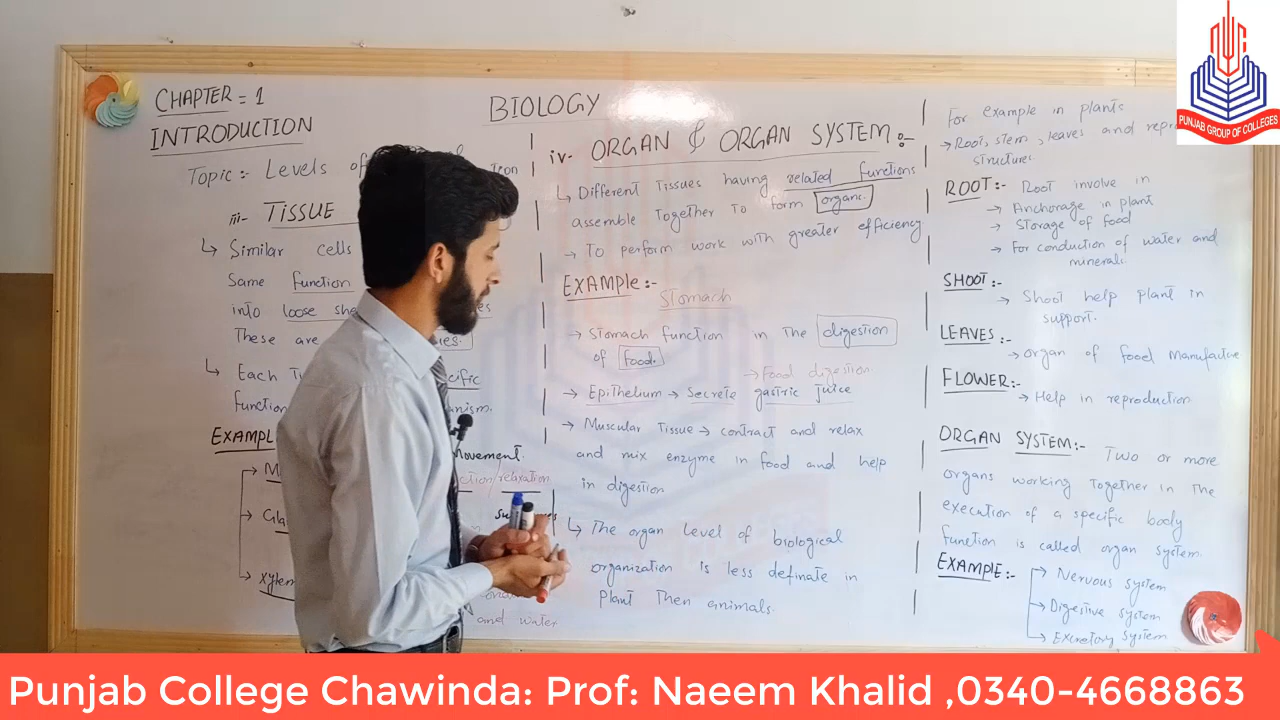 CHAPTER = 1
BIOLOGY
INTRODUCTION
Topic:- Levels of
iii- TISSUE
↳ Similar cells
Same function
into loose
These are
↳ Each
function
EXAMPL
Xylem
and water
iv- ORGAN & ORGAN SYSTEM:-
↳ Different Tissues having related functions
assemble Together To form organs.
→ To perform work with greater efficiency
EXAMPLE:-
Stomach
→ Stomach function in the digestion
of food.
→ Food digestion
→ Epithelium → Secrete gastric juice
→ Muscular Tissue → contract and relax
and mix enzyme in food and help
in digestion
↳ The organ level of biological
organization is less definate in
plant Then animals.
For example in plants
→ Root, stem, leaves and
structures
ROOT:- Root involve in
→ Anchorage in plant
→ Storage of food
→ For conduction of water and
minerals.
SHOOT:-
→ Shoot help plant in
support.
LEAVES:-
→ organ of food Manufactive
FLOWER:-
→ Help in reproduction
ORGAN SYSTEM:- Two or more
organs working Together in The
execution of a specific body
function is called organ system.
EXAMPLE:-
→ Nervous system
→ Digestive system
→ Excretory system
PUNJAB GROUP OF COLLEGES
Punjab College Chawinda: Prof: Naeem Khalid ,0340-4668863